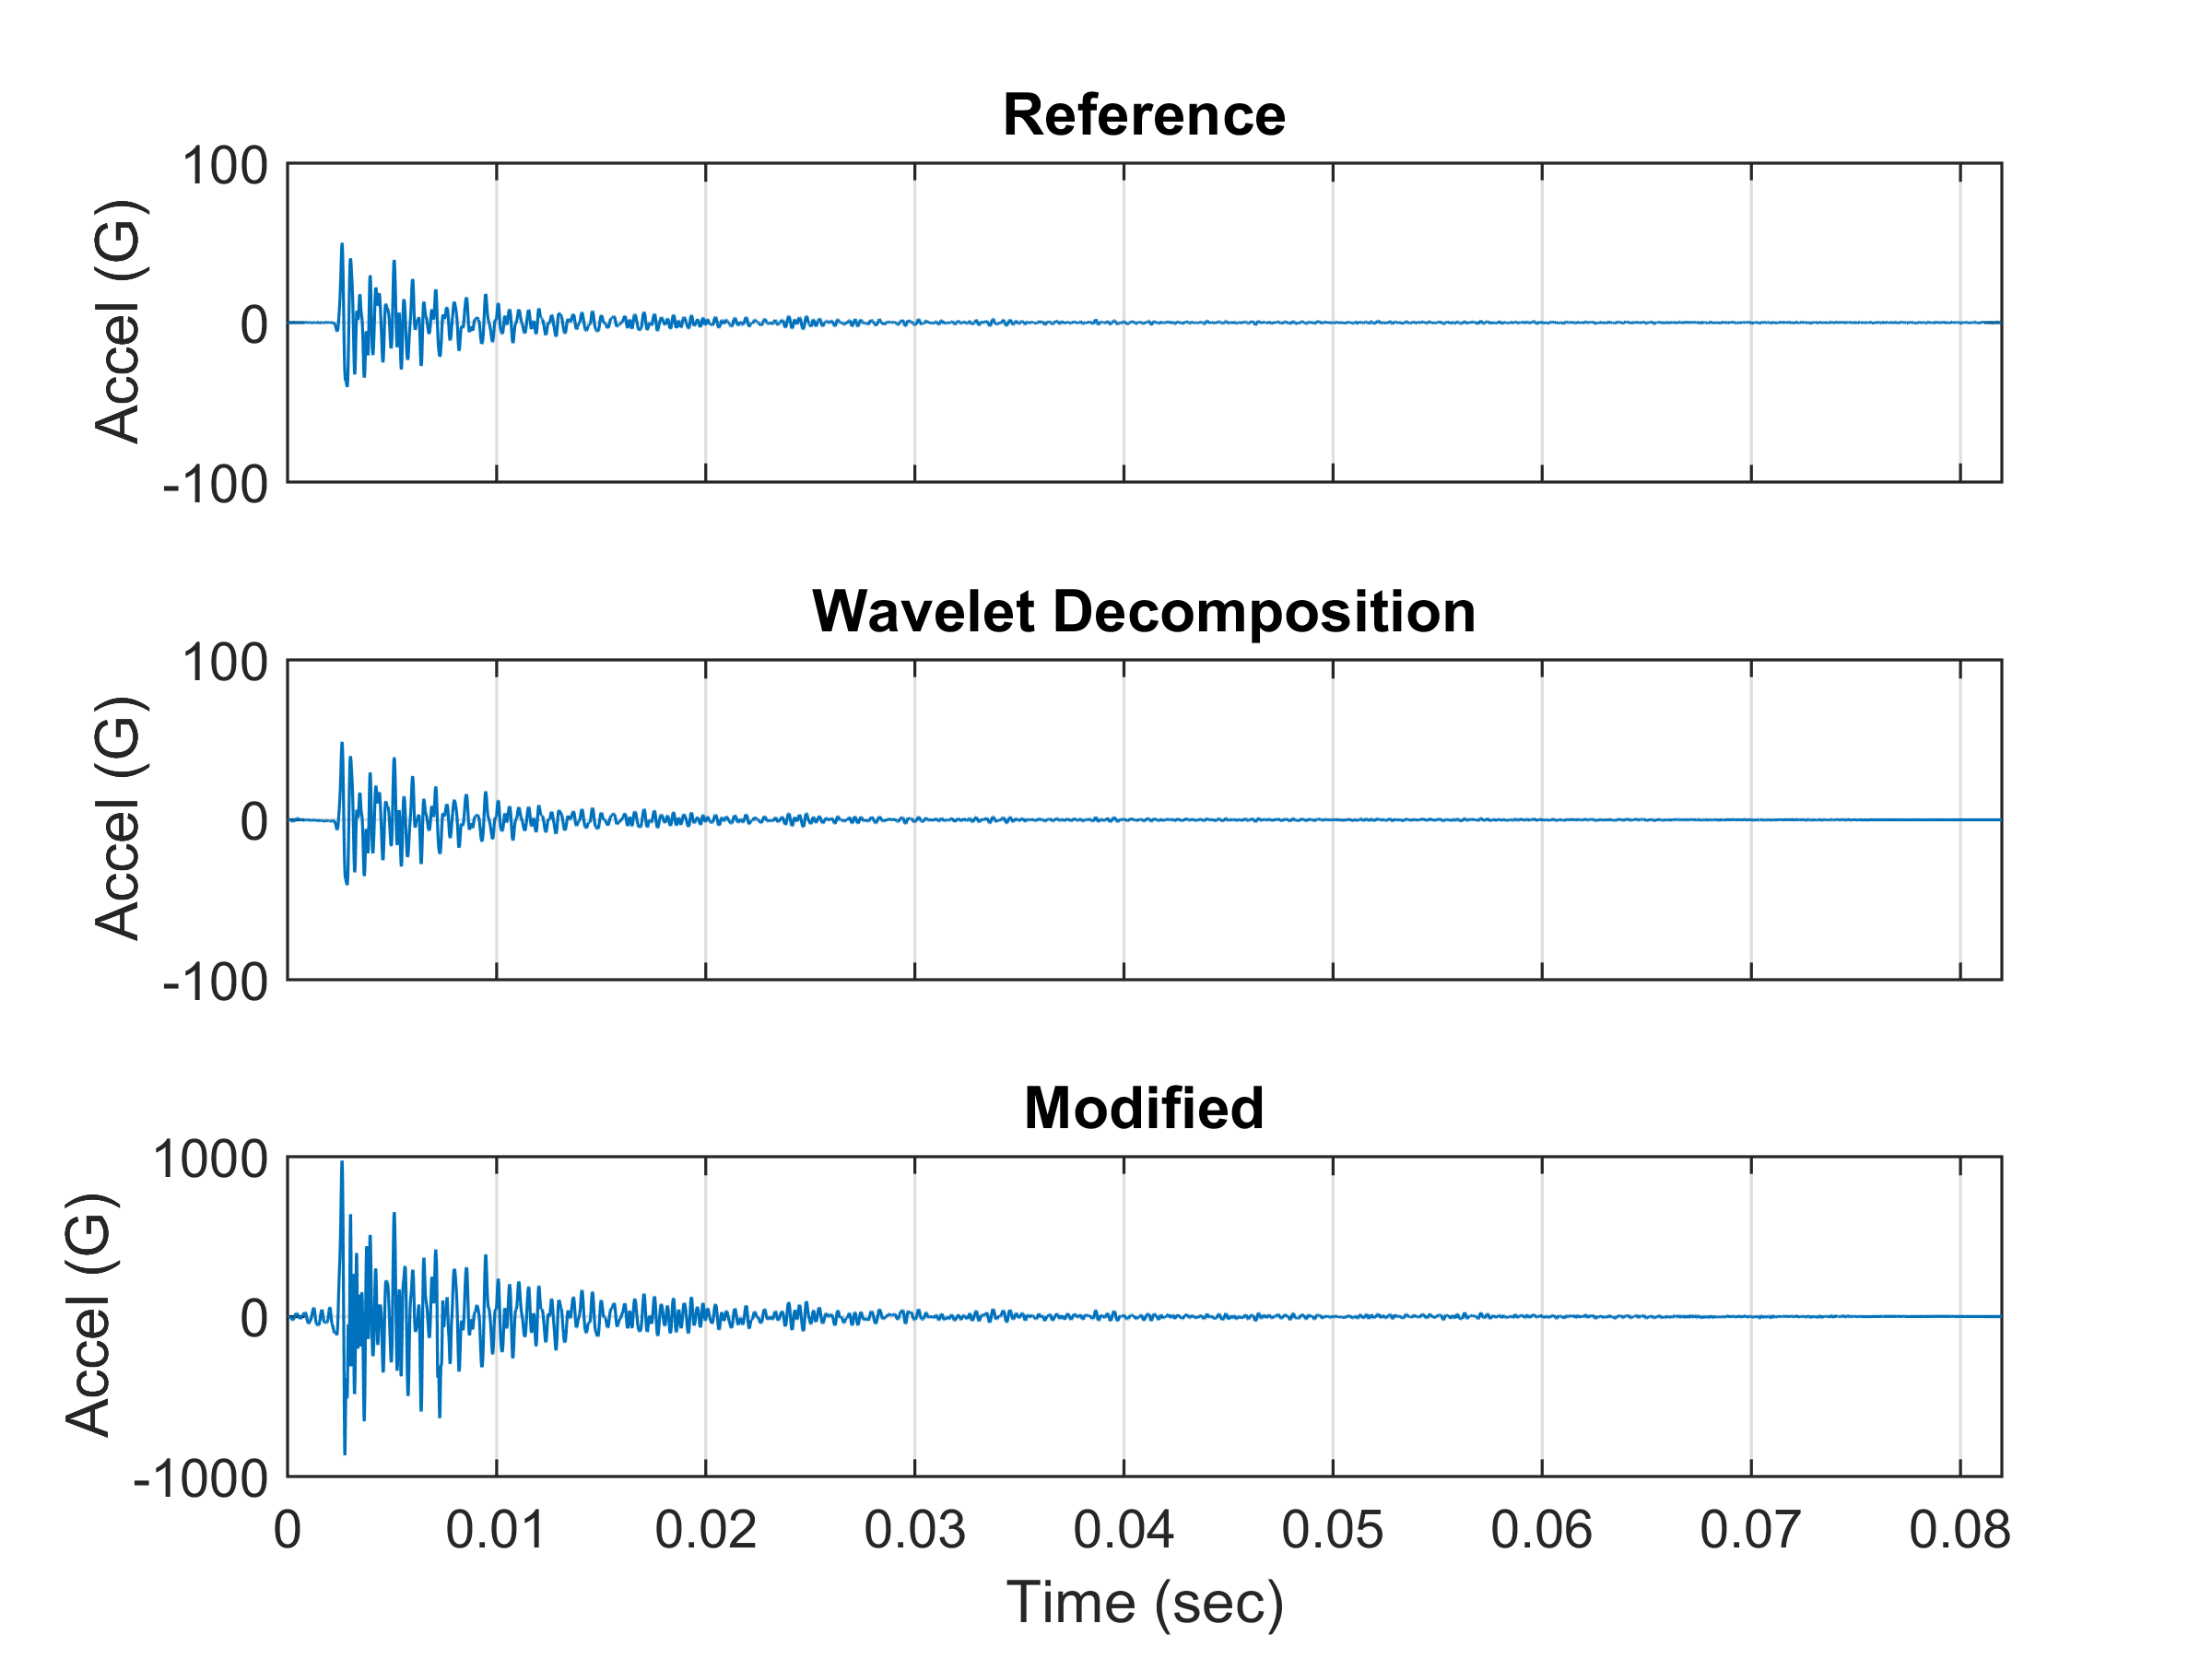 Reference
100
0
-100
Accel (G)
Wavelet Decomposition
100
0
-100
Accel (G)
Modified
1000
0
-1000
Accel (G)
0 0.01 0.02 0.03 0.04 0.05 0.06 0.07 0.08
Time (sec)